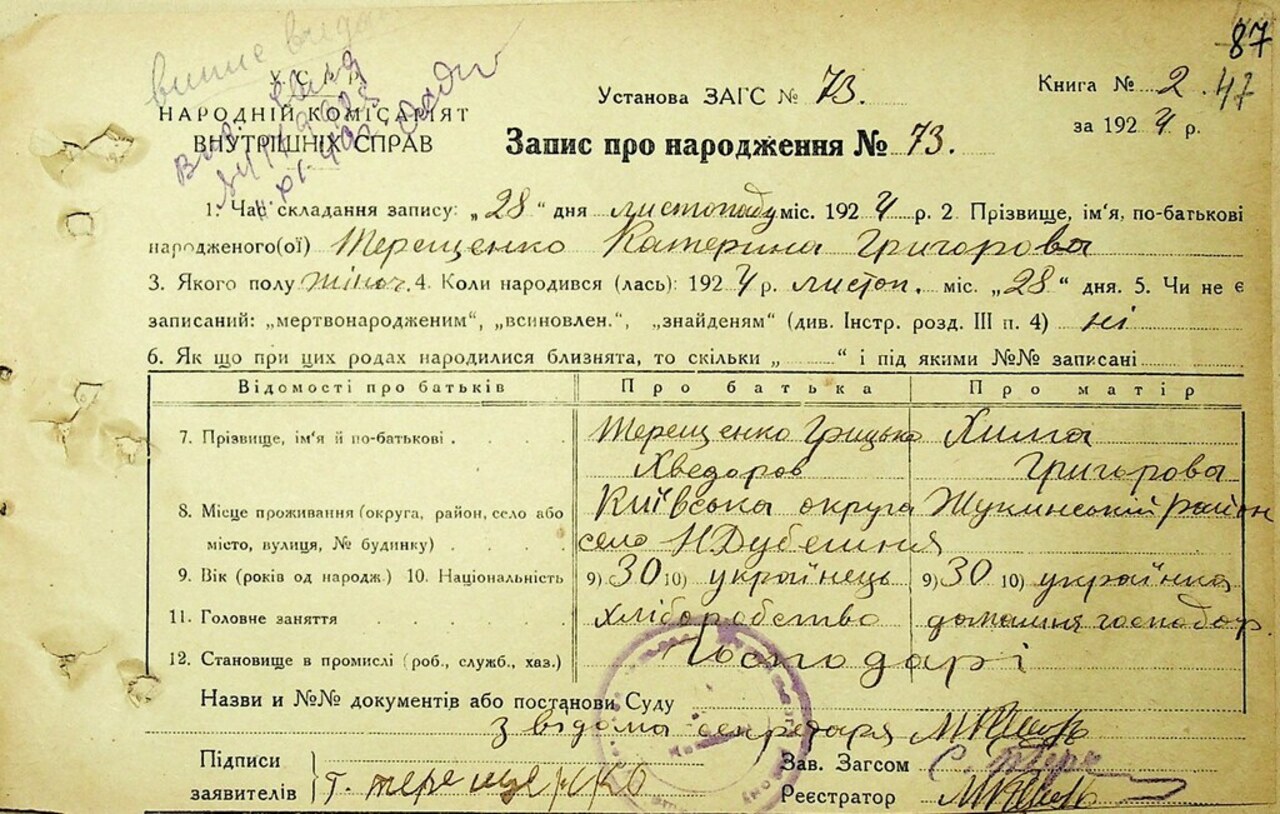 87
47
У.С.Р.Р.
НАРОДНІЙ КОМІСАРІЯТ
ВНУТРІШНІХ СПРАВ
Установа ЗАГС № 73.
Книга № 2.
за 1924 р.
Запис про народження № 73.
1. Час складання запису: „28" дня листопаду міс. 1924 р. 2. Прізвище, ім'я, по-батькові
народженого(ої) Терещенко Катерина Григорова
3. Якого полу жіноч. 4. Коли народився (лась): 1924 р. листоп. міс. „28" дня. 5. Чи не є
записаний: „мертвонародженим", „всиновлен.", „знайденям" (див. Інстр. розд. III п. 4) ні
6. Як що при цих родах народилися близнята, то скільки „ " і під якими №№ записані
Відомості про батьків Про батька Про матір
7. Прізвище, ім'я й по-батькові Терещенко Грицько Хима
Хведоров Григорова
8. Місце проживання (округа, район, село або Київська округа Жукинський район
місто, вулиця, № будинку) село НДубешня
9. Вік (років од народж.) 10. Національність 9) 30 10) українець 9) 30 10) українка
11. Головне заняття хліборобство домашня господар.
12. Становище в промислі (роб., служб., хаз.) Господарі
Назви и №№ документів або постанови Суду
з відома секретаря
Підписи
заявителів Г. терещенко
Зав. Загсом
Реєстратор